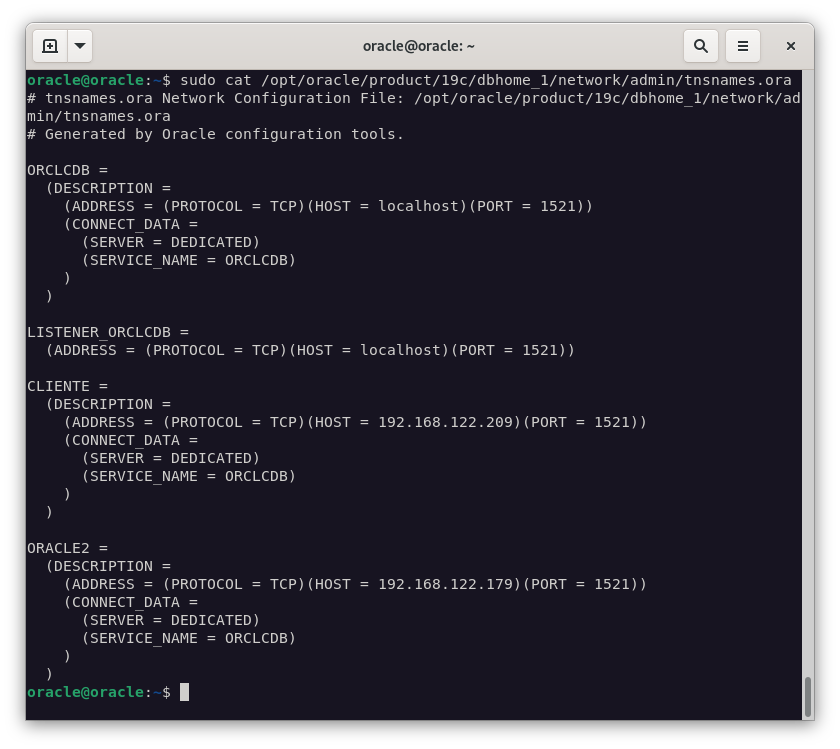 oracle@oracle: ~
oracle@oracle:~$ sudo cat /opt/oracle/product/19c/dbhome_1/network/admin/tnsnames.ora
# tnsnames.ora Network Configuration File: /opt/oracle/product/19c/dbhome_1/network/ad
min/tnsnames.ora
# Generated by Oracle configuration tools.

ORCLCDB =
  (DESCRIPTION =
    (ADDRESS = (PROTOCOL = TCP)(HOST = localhost)(PORT = 1521))
    (CONNECT_DATA =
      (SERVER = DEDICATED)
      (SERVICE_NAME = ORCLCDB)
    )
  )

LISTENER_ORCLCDB =
  (ADDRESS = (PROTOCOL = TCP)(HOST = localhost)(PORT = 1521))

CLIENTE =
  (DESCRIPTION =
    (ADDRESS = (PROTOCOL = TCP)(HOST = 192.168.122.209)(PORT = 1521))
    (CONNECT_DATA =
      (SERVER = DEDICATED)
      (SERVICE_NAME = ORCLCDB)
    )
  )

ORACLE2 =
  (DESCRIPTION =
    (ADDRESS = (PROTOCOL = TCP)(HOST = 192.168.122.179)(PORT = 1521))
    (CONNECT_DATA =
      (SERVER = DEDICATED)
      (SERVICE_NAME = ORCLCDB)
    )
  )
oracle@oracle:~$